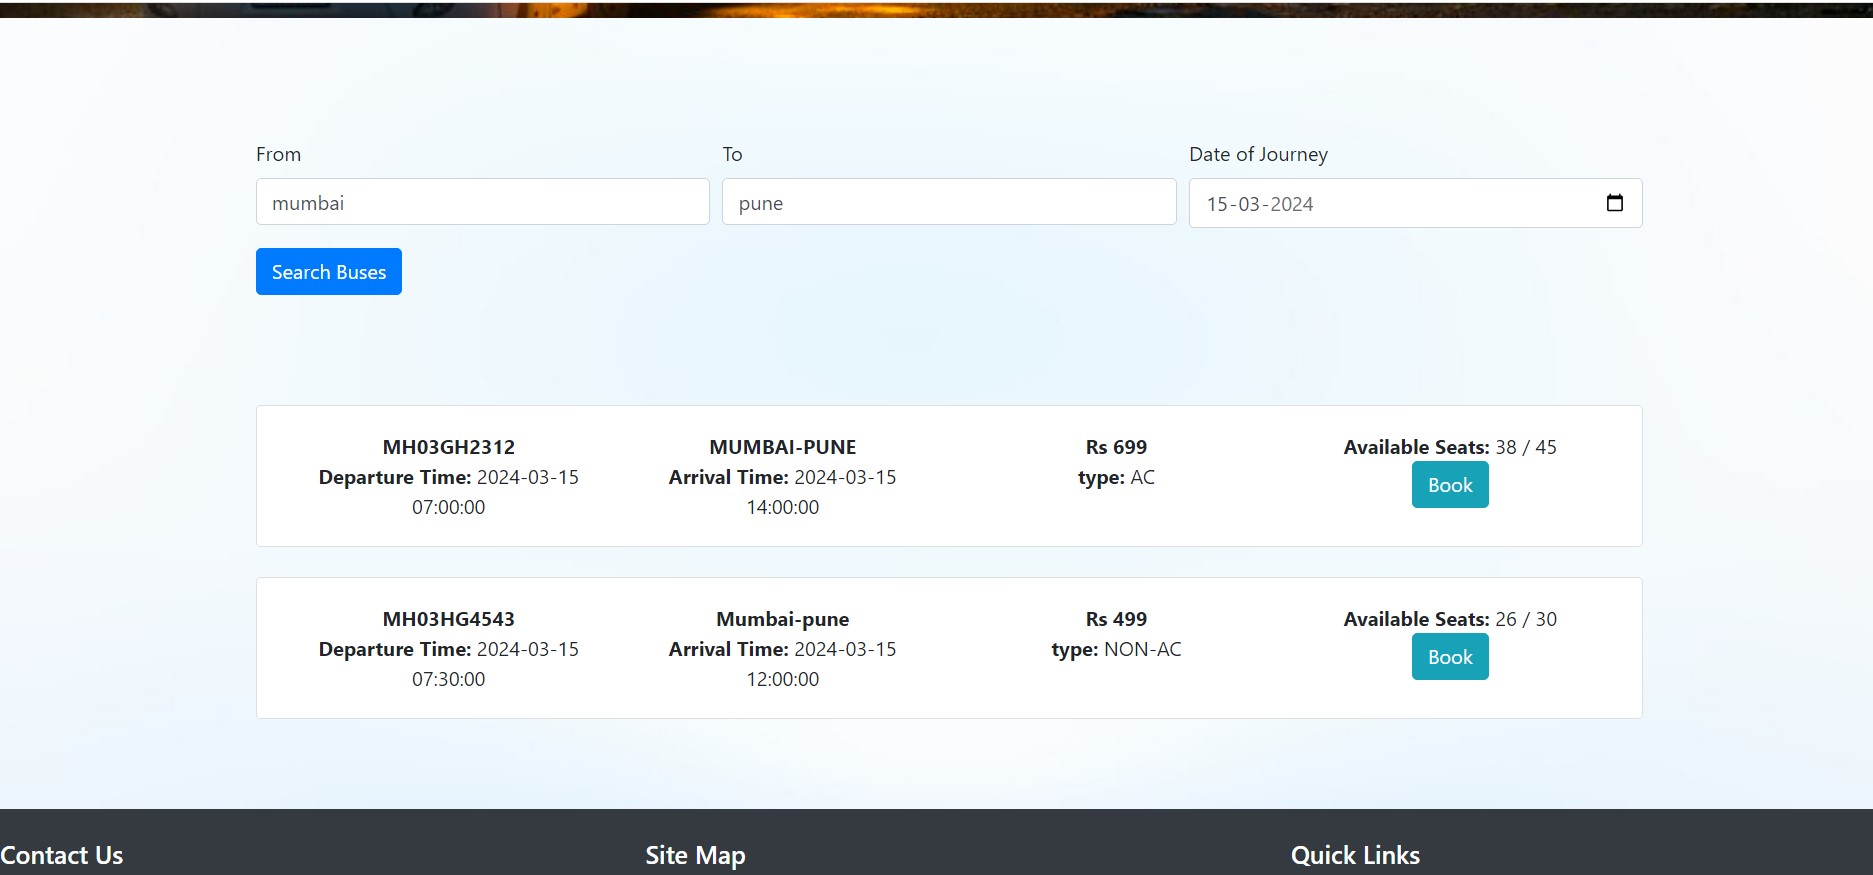 From
To
Date of Journey
mumbai
pune
15-03-2024
Search Buses
MH03GH2312
Departure Time: 2024-03-15
07:00:00
MUMBAI-PUNE
Arrival Time: 2024-03-15
14:00:00
Rs 699
type: AC
Available Seats: 38 / 45
Book
MH03HG4543
Departure Time: 2024-03-15
07:30:00
Mumbai-pune
Arrival Time: 2024-03-15
12:00:00
Rs 499
type: NON-AC
Available Seats: 26 / 30
Book
Contact Us
Site Map
Quick Links